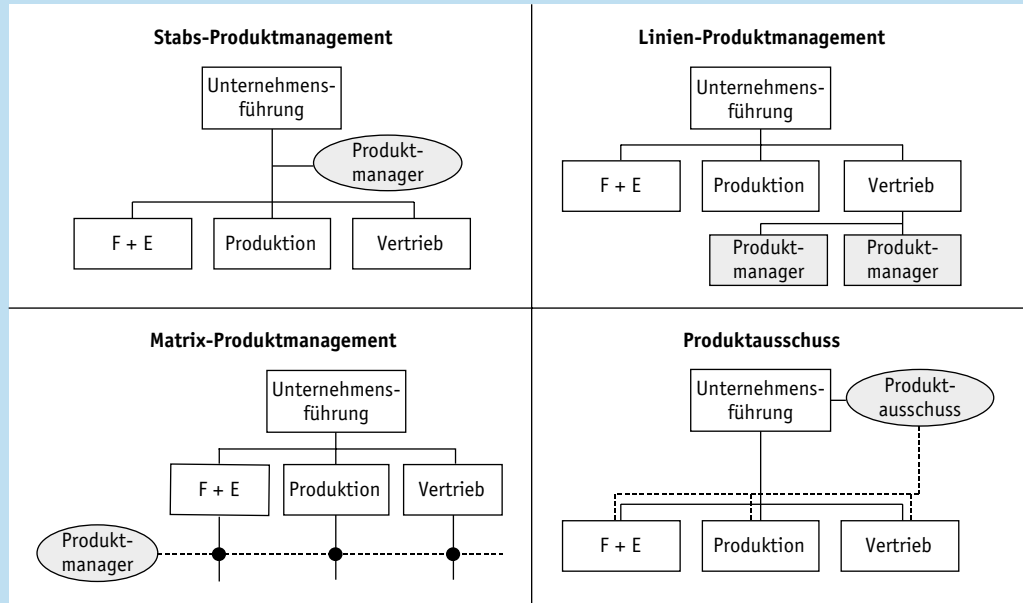 Stabs-Produktmanagement
Unternehmens-
führung
Produkt-
manager
F + E
Produktion
Vertrieb
Linien-Produktmanagement
Unternehmens-
führung
F + E
Produktion
Vertrieb
Produkt-
manager
Produkt-
manager
Matrix-Produktmanagement
Unternehmens-
führung
F + E
Produktion
Vertrieb
Produkt-
manager
Produktausschuss
Unternehmens-
führung
Produkt-
ausschuss
F + E
Produktion
Vertrieb